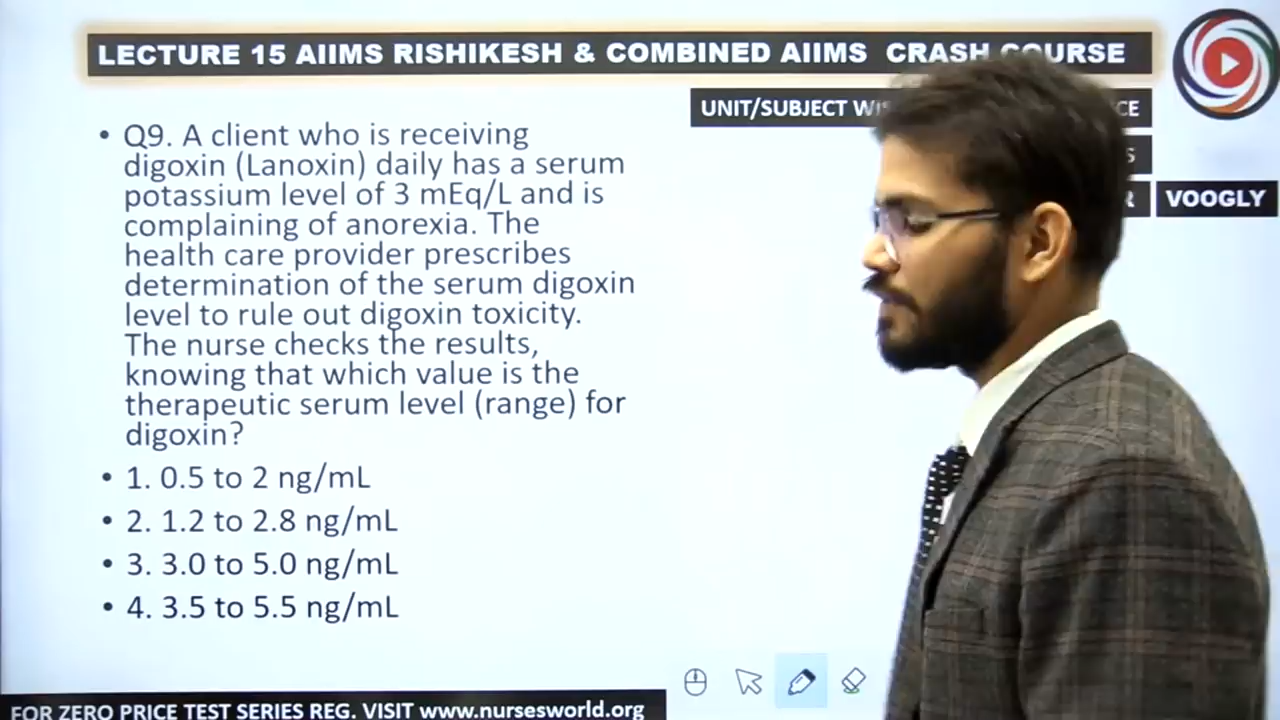 LECTURE 15 AIIMS RISHIKESH & COMBINED AIIMS CRASH COURSE
UNIT/SUBJECT
VOOGLY
• Q9. A client who is receiving
digoxin (Lanoxin) daily has a serum
potassium level of 3 mEq/L and is
complaining of anorexia. The
health care provider prescribes
determination of the serum digoxin
level to rule out digoxin toxicity.
The nurse checks the results,
knowing that which value is the
therapeutic serum level (range) for
digoxin?
• 1. 0.5 to 2 ng/mL
• 2. 1.2 to 2.8 ng/mL
• 3. 3.0 to 5.0 ng/mL
• 4. 3.5 to 5.5 ng/mL
FOR ZERO PRICE TEST SERIES REG. VISIT www.nursesworld.org